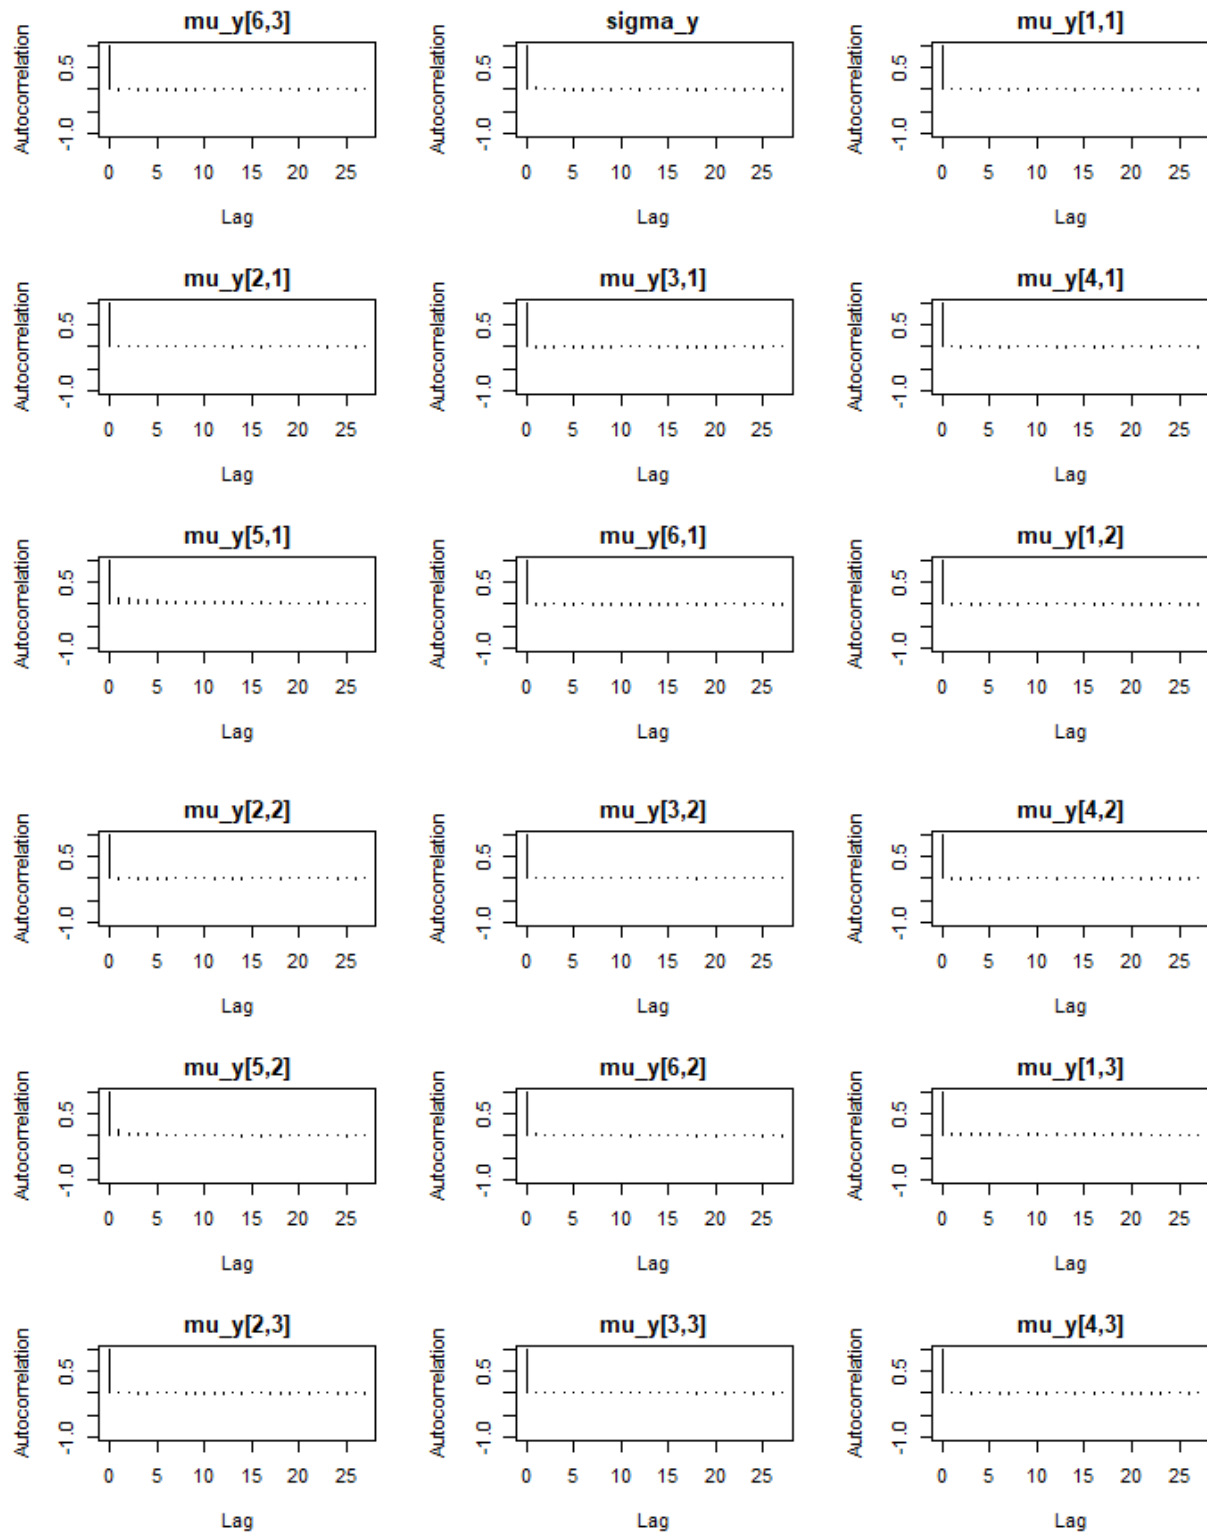 mu_y[6,3] sigma_y mu_y[1,1]
Autocorrelation Autocorrelation Autocorrelation
0.5 0.5 0.5
-1.0 -1.0 -1.0
0 5 10 15 20 25 0 5 10 15 20 25 0 5 10 15 20 25
Lag Lag Lag
mu_y[2,1] mu_y[3,1] mu_y[4,1]
Autocorrelation Autocorrelation Autocorrelation
0.5 0.5 0.5
-1.0 -1.0 -1.0
0 5 10 15 20 25 0 5 10 15 20 25 0 5 10 15 20 25
Lag Lag Lag
mu_y[5,1] mu_y[6,1] mu_y[1,2]
Autocorrelation Autocorrelation Autocorrelation
0.5 0.5 0.5
-1.0 -1.0 -1.0
0 5 10 15 20 25 0 5 10 15 20 25 0 5 10 15 20 25
Lag Lag Lag
mu_y[2,2] mu_y[3,2] mu_y[4,2]
Autocorrelation Autocorrelation Autocorrelation
0.5 0.5 0.5
-1.0 -1.0 -1.0
0 5 10 15 20 25 0 5 10 15 20 25 0 5 10 15 20 25
Lag Lag Lag
mu_y[5,2] mu_y[6,2] mu_y[1,3]
Autocorrelation Autocorrelation Autocorrelation
0.5 0.5 0.5
-1.0 -1.0 -1.0
0 5 10 15 20 25 0 5 10 15 20 25 0 5 10 15 20 25
Lag Lag Lag
mu_y[2,3] mu_y[3,3] mu_y[4,3]
Autocorrelation Autocorrelation Autocorrelation
0.5 0.5 0.5
-1.0 -1.0 -1.0
0 5 10 15 20 25 0 5 10 15 20 25 0 5 10 15 20 25
Lag Lag Lag